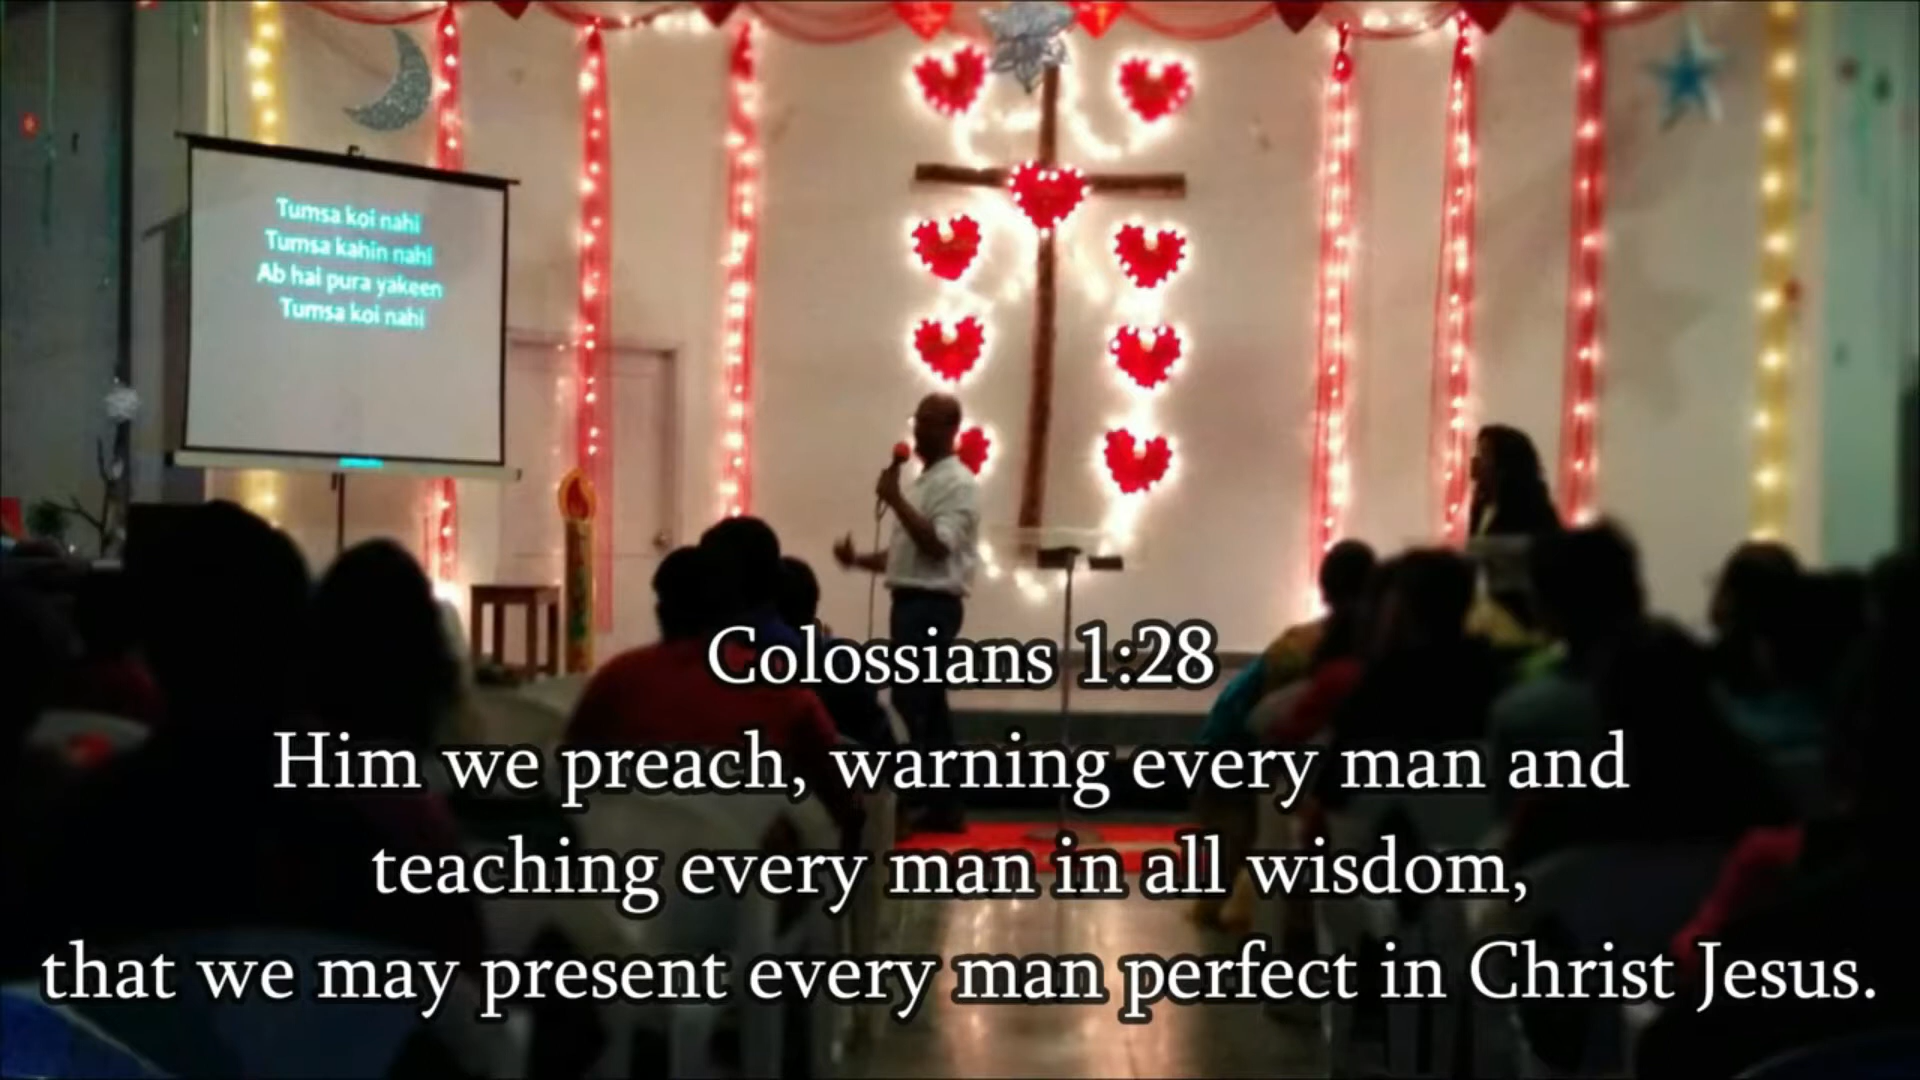 Tumsa koi nahi
Tumsa kahin nahi
Ab hai pura yakeen
Tumsa koi nahi
Colossians 1:28
Him we preach, warning every man and
teaching every man in all wisdom,
that we may present every man perfect in Christ Jesus.